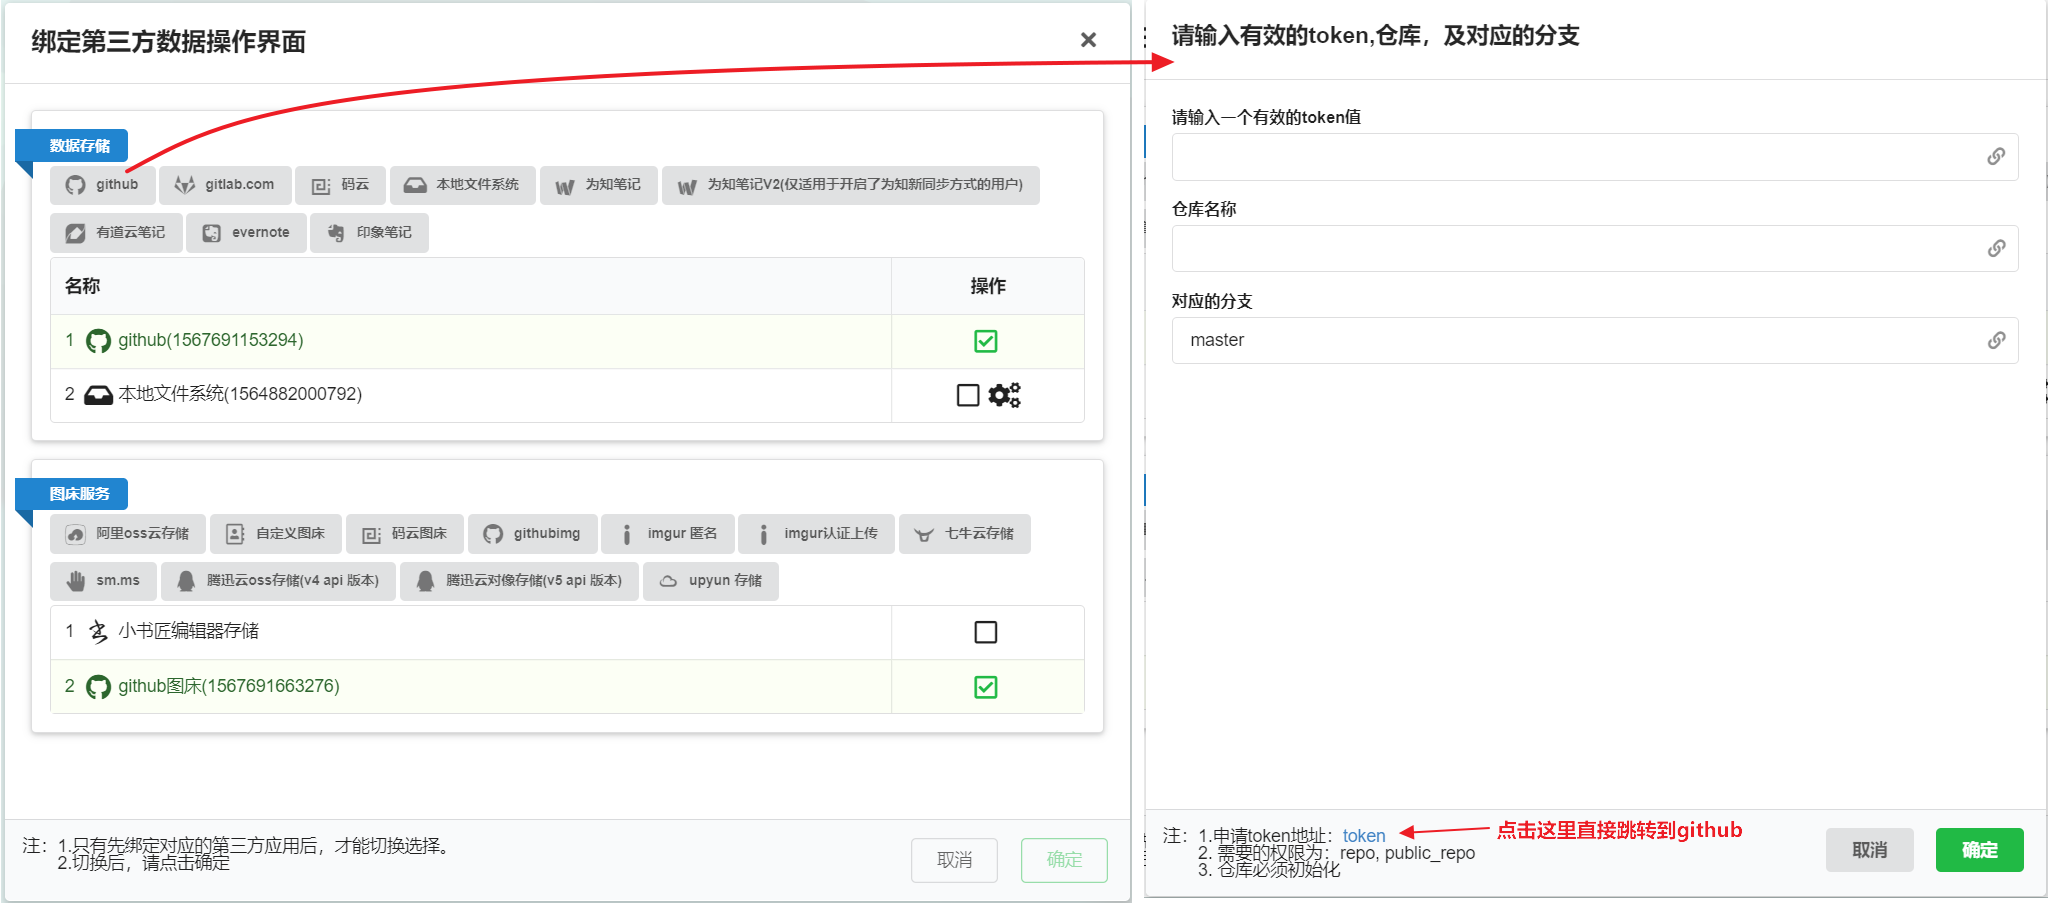 绑定第三方数据操作界面
数据存储
github
gitlab.com
码云
本地文件系统
为知笔记
为知笔记V2(仅适用于开启了为知新同步方式的用户)
有道云笔记
evernote
印象笔记
名称
操作
1 github(1567691153294)
2 本地文件系统(1564882000792)
图床服务
阿里oss云存储
自定义图床
码云图床
githubimg
imgur 匿名
imgur认证上传
七牛云存储
sm.ms
腾迅云oss存储(v4 api 版本)
腾迅云对像存储(v5 api 版本)
upyun 存储
1 小书匠编辑器存储
2 github图床(1567691663276)
注：1.只有先绑定对应的第三方应用后，才能切换选择。
2.切换后，请点击确定
取消
确定
请输入有效的token,仓库，及对应的分支
请输入一个有效的token值
仓库名称
对应的分支
master
注：1.申请token地址：token
点击这里直接跳转到github
2. 需要的权限为：repo, public_repo
3. 仓库必须初始化
取消
确定